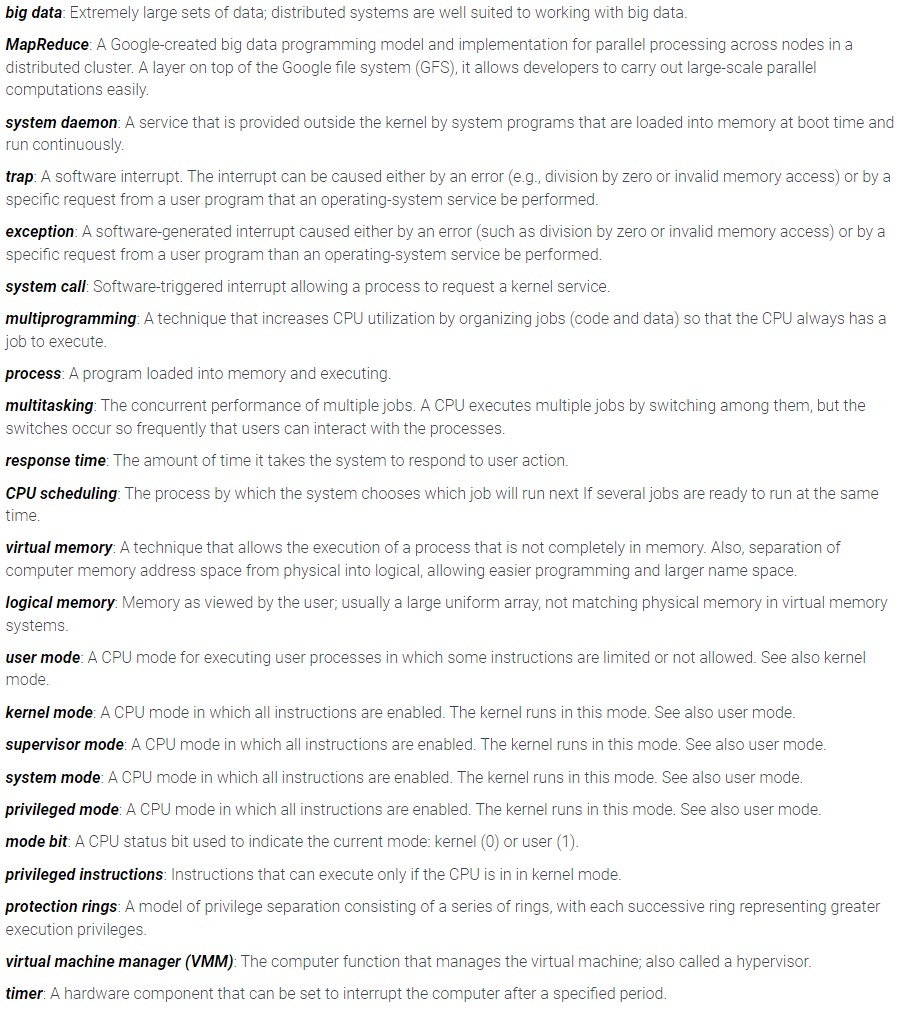 big data: Extremely large sets of data; distributed systems are well suited to working with big data.
MapReduce: A Google-created big data programming model and implementation for parallel processing across nodes in a
distributed cluster. A layer on top of the Google file system (GFS), it allows developers to carry out large-scale parallel
computations easily.
system daemon: A service that is provided outside the kernel by system programs that are loaded into memory at boot time and
run continuously.
trap: A software interrupt. The interrupt can be caused either by an error (e.g., division by zero or invalid memory access) or by a
specific request from a user program that an operating-system service be performed.
exception: A software-generated interrupt caused either by an error (such as division by zero or invalid memory access) or by a
specific request from a user program than an operating-system service be performed.
system call: Software-triggered interrupt allowing a process to request a kernel service.
multiprogramming: A technique that increases CPU utilization by organizing jobs (code and data) so that the CPU always has a
job to execute.
process: A program loaded into memory and executing.
multitasking: The concurrent performance of multiple jobs. A CPU executes multiple jobs by switching among them, but the
switches occur so frequently that users can interact with the processes.
response time: The amount of time it takes the system to respond to user action.
CPU scheduling: The process by which the system chooses which job will run next If several jobs are ready to run at the same
time.
virtual memory: A technique that allows the execution of a process that is not completely in memory. Also, separation of
computer memory address space from physical into logical, allowing easier programming and larger name space.
logical memory: Memory as viewed by the user; usually a large uniform array, not matching physical memory in virtual memory
systems.
user mode: A CPU mode for executing user processes in which some instructions are limited or not allowed. See also kernel
mode.
kernel mode: A CPU mode in which all instructions are enabled. The kernel runs in this mode. See also user mode.
supervisor mode: A CPU mode in which all instructions are enabled. The kernel runs in this mode. See also user mode.
system mode: A CPU mode in which all instructions are enabled. The kernel runs in this mode. See also user mode.
privileged mode: A CPU mode in which all instructions are enabled. The kernel runs in this mode. See also user mode.
mode bit: A CPU status bit used to indicate the current mode: kernel (0) or user (1).
privileged instructions: Instructions that can execute only if the CPU is in in kernel mode.
protection rings: A model of privilege separation consisting of a series of rings, with each successive ring representing greater
execution privileges.
virtual machine manager (VMM): The computer function that manages the virtual machine; also called a hypervisor.
timer: A hardware component that can be set to interrupt the computer after a specified period.